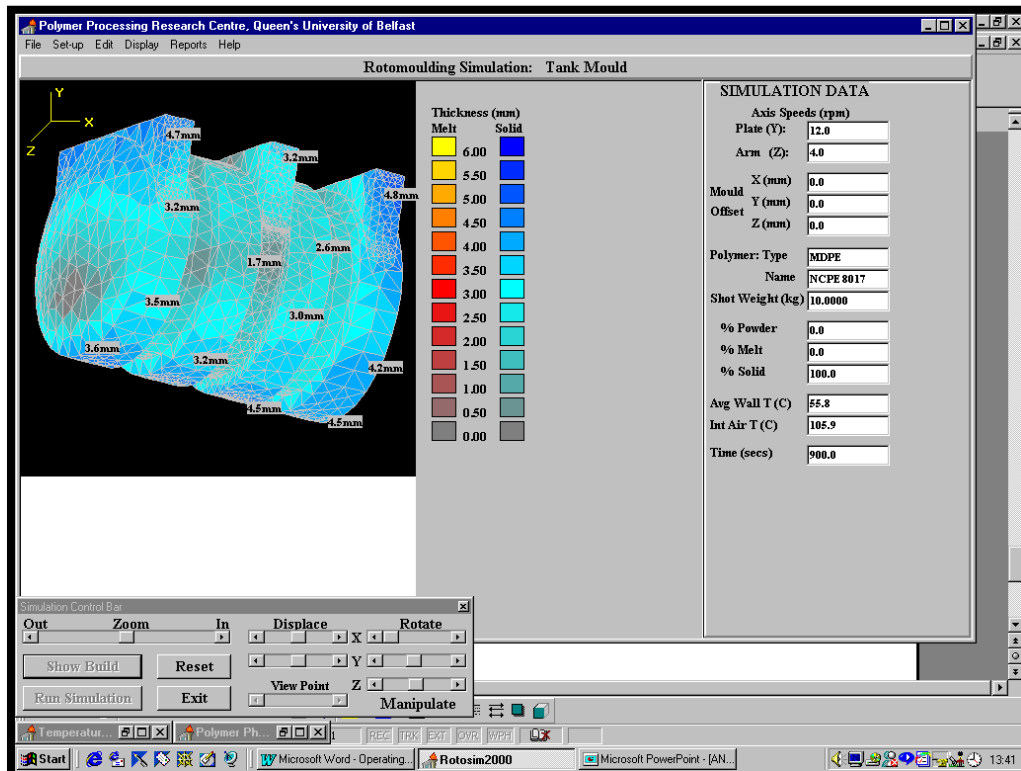 Polymer Processing Research Centre, Queen's University of Belfast
File Set-up Edit Display Reports Help
Rotomoulding Simulation: Tank Mould
Y
X
Z
4.7mm
3.2mm
4.8mm
3.2mm
2.6mm
1.7mm
3.5mm
3.0mm
3.6mm
3.2mm
4.2mm
4.5mm
4.5mm
Thickness (mm)
Melt Solid
6.00
5.50
5.00
4.50
4.00
3.50
3.00
2.50
2.00
1.50
1.00
0.50
0.00
SIMULATION DATA
Axis Speeds (rpm)
Plate (Y): 12.0
Arm (Z): 4.0
Mould Offset
X (mm) 0.0
Y (mm) 0.0
Z (mm) 0.0
Polymer: Type MDPE
Name NCPE 8017
Shot Weight (kg) 10.0000
% Powder 0.0
% Melt 0.0
% Solid 100.0
Avg Wall T (C) 55.8
Int Air T (C) 105.9
Time (secs) 900.0
Simulation Control Bar
Out Zoom In Displace Rotate
X
Show Build Reset Y
View Point Z
Run Simulation Exit Manipulate
Temperatur... Polymer Ph... 1 REC TRK EXT OVR WPH
Start Microsoft Word - Operating... Rotosim2000 Microsoft PowerPoint - [AN... 13:41